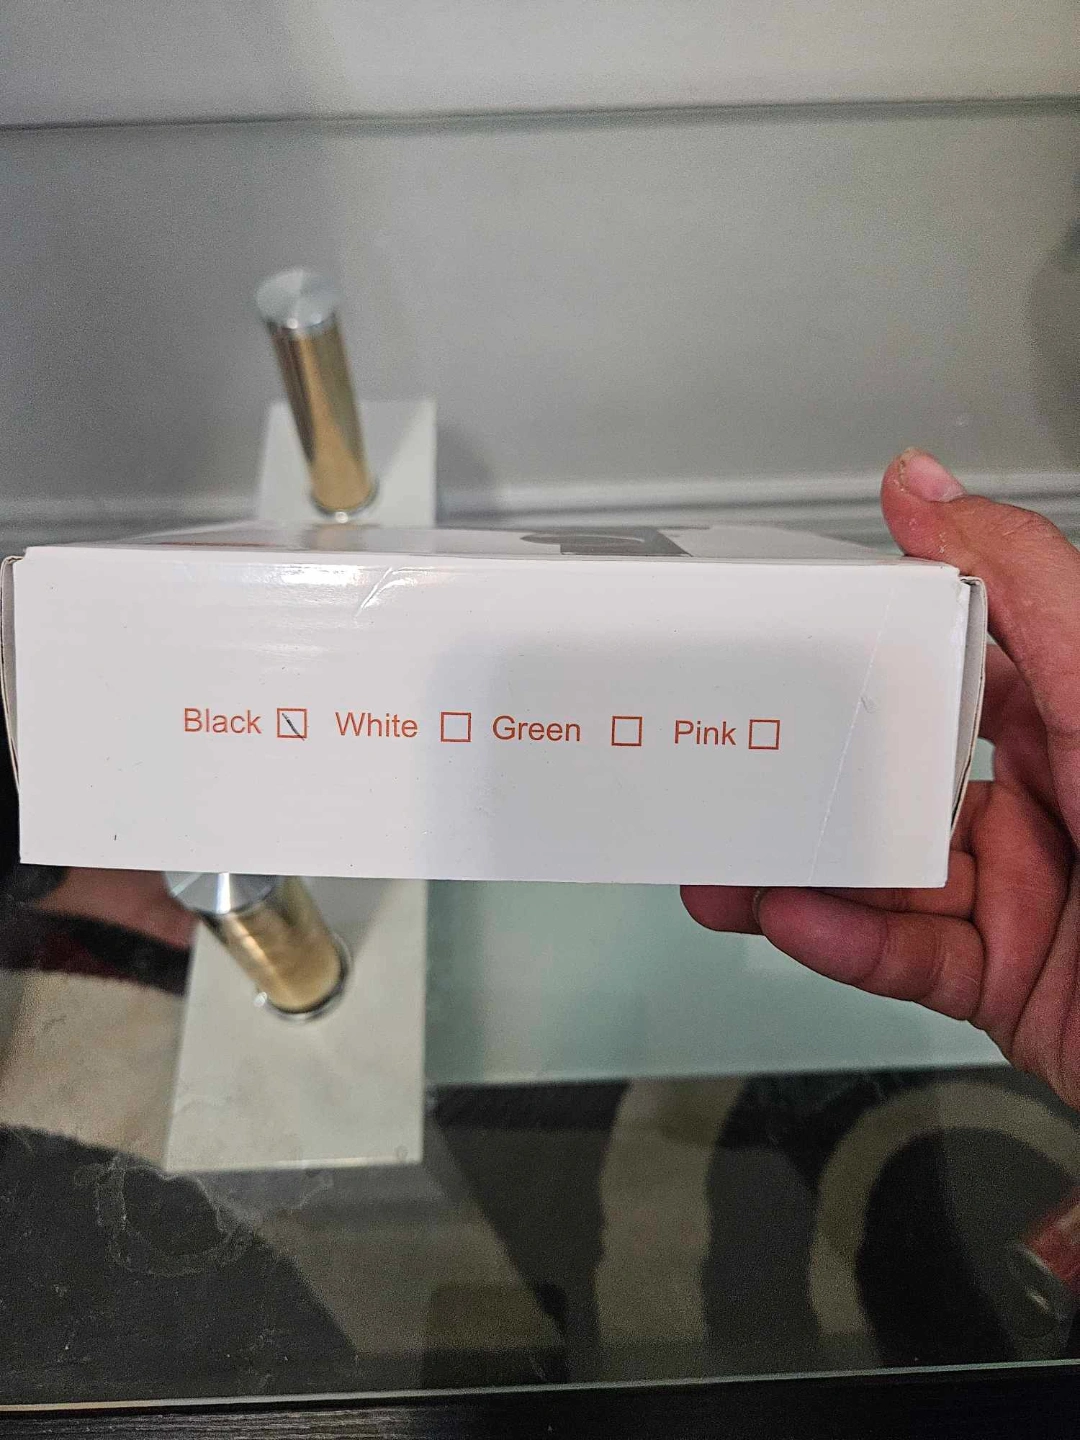 Black ☑ White ☐ Green ☐ Pink ☐